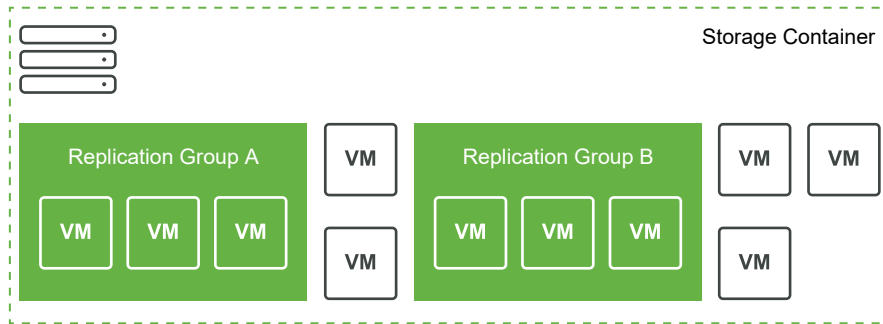 Storage Container
Replication Group A
VM
VM
VM
VM
VM
Replication Group B
VM
VM
VM
VM
VM
VM